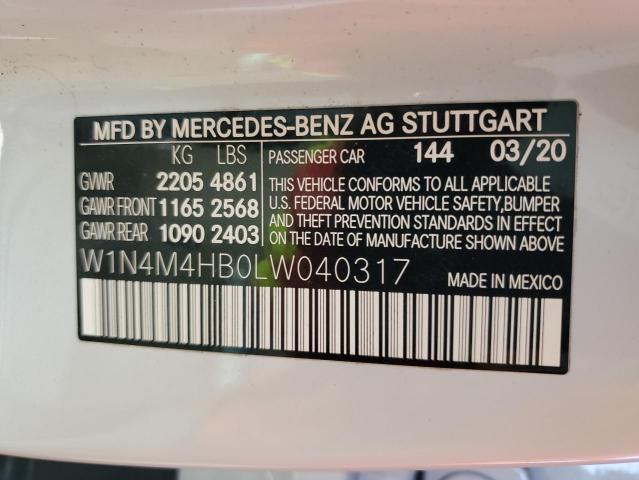 MFD BY MERCEDES-BENZ AG STUTTGART
KG LBS
GVWR 2205 4861
GAWR FRONT 1165 2568
GAWR REAR 1090 2403
PASSENGER CAR 144 03/20
THIS VEHICLE CONFORMS TO ALL APPLICABLE
U.S. FEDERAL MOTOR VEHICLE SAFETY, BUMPER
AND THEFT PREVENTION STANDARDS IN EFFECT
ON THE DATE OF MANUFACTURE SHOWN ABOVE
W1N4M4HB0LW040317
MADE IN MEXICO